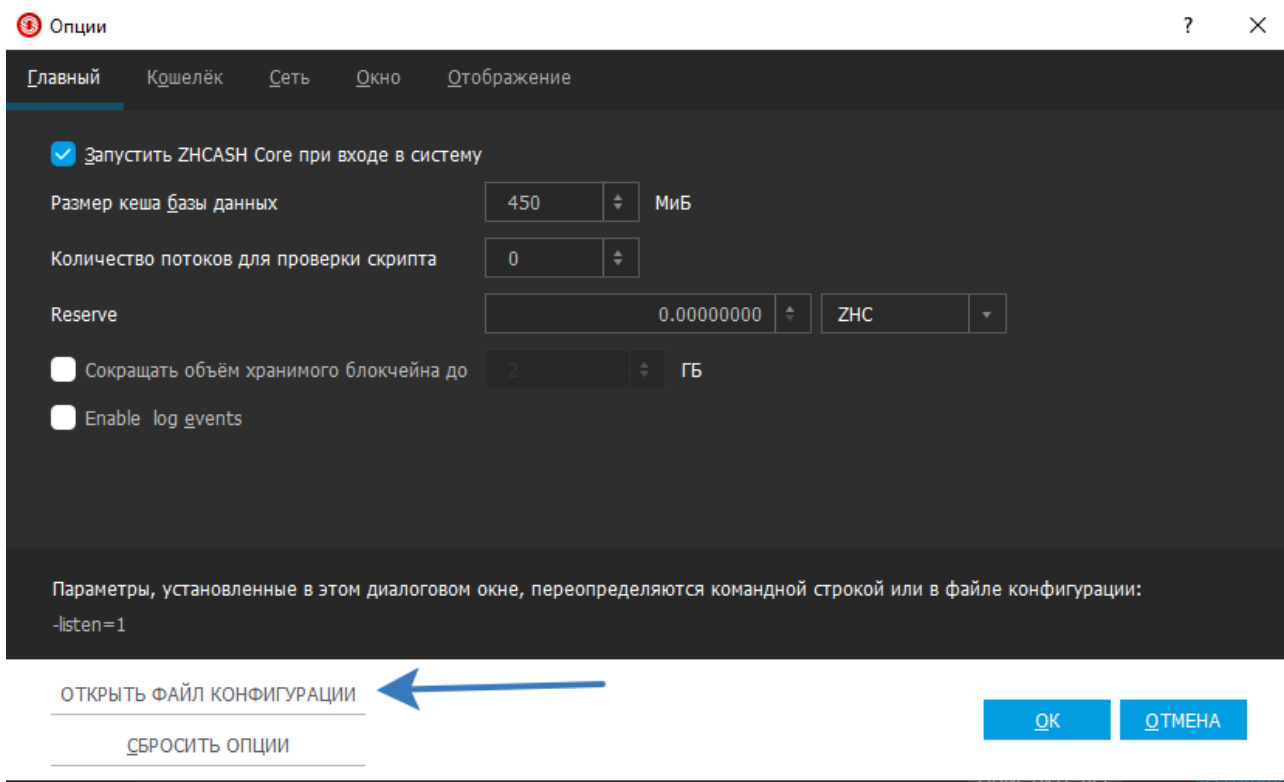 Опции ?
Главный Кошелёк Сеть Окно Отображение
Запустить ZHCASH Core при входе в систему
Размер кеша базы данных 450 МиБ
Количество потоков для проверки скрипта 0
Reserve 0.00000000 ZHC
Сокращать объём хранимого блокчейна до 2 ГБ
Enable log events
Параметры, установленные в этом диалоговом окне, переопределяются командной строкой или в файле конфигурации:
-listen=1
ОТКРЫТЬ ФАЙЛ КОНФИГУРАЦИИ
OK ОТМЕНА
СБРОСИТЬ ОПЦИИ